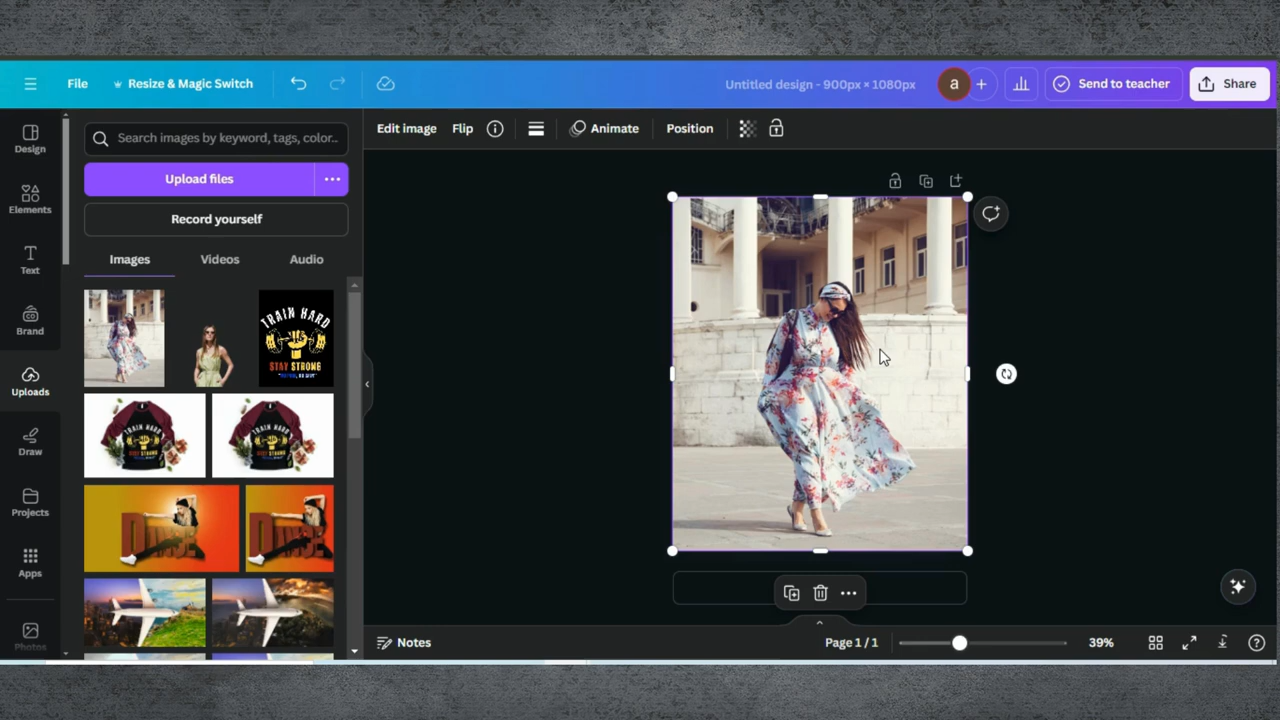 File
Resize & Magic Switch
Untitled design - 900px × 1080px
a
Send to teacher
Share
Design
Elements
Text
Brand
Uploads
Draw
Projects
Apps
Photos
Search images by keyword, tags, color...
Upload files
Record yourself
Images
Videos
Audio
TRAIN HARD
STAY STRONG
DANCE
Edit image
Flip
Animate
Position
Notes
Page 1 / 1
39%